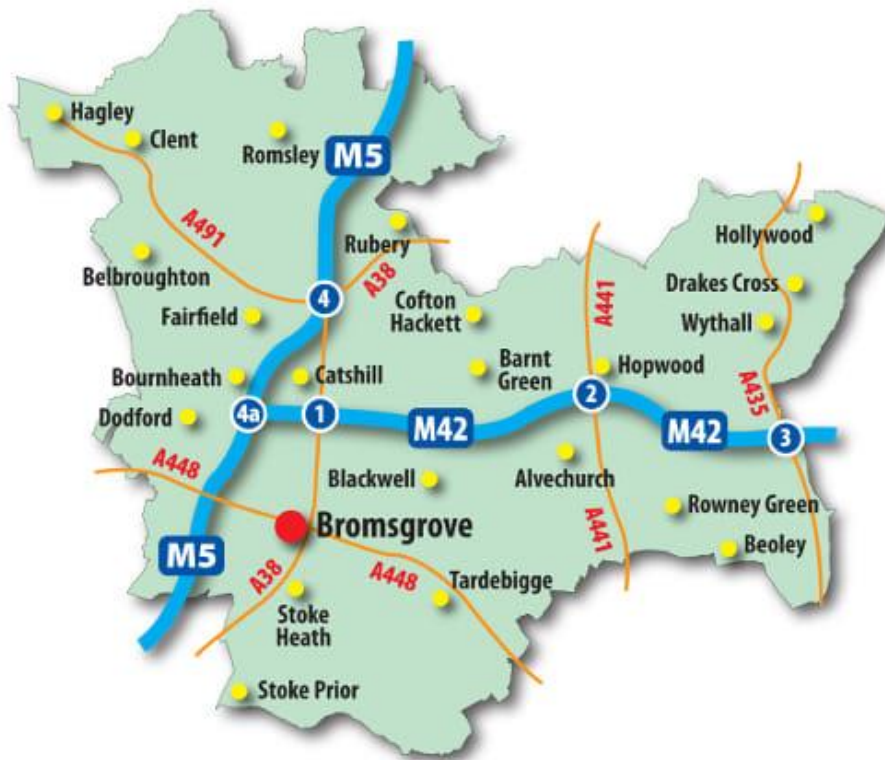 Hagley
Clent
Romsley
M5
A491
Rubery
Hollywood
Belbroughton
A38
Drakes Cross
4
A441
Fairfield
Cofton
Hackett
Wythall
Bournheath
Catshill
Barnt
Green
Hopwood
A435
2
Dodford
4a
1
M42
M42
3
A448
Blackwell
Alvechurch
Rowney Green
Bromsgrove
A441
Beoley
M5
A38
A448
Tardebigge
Stoke
Heath
Stoke Prior